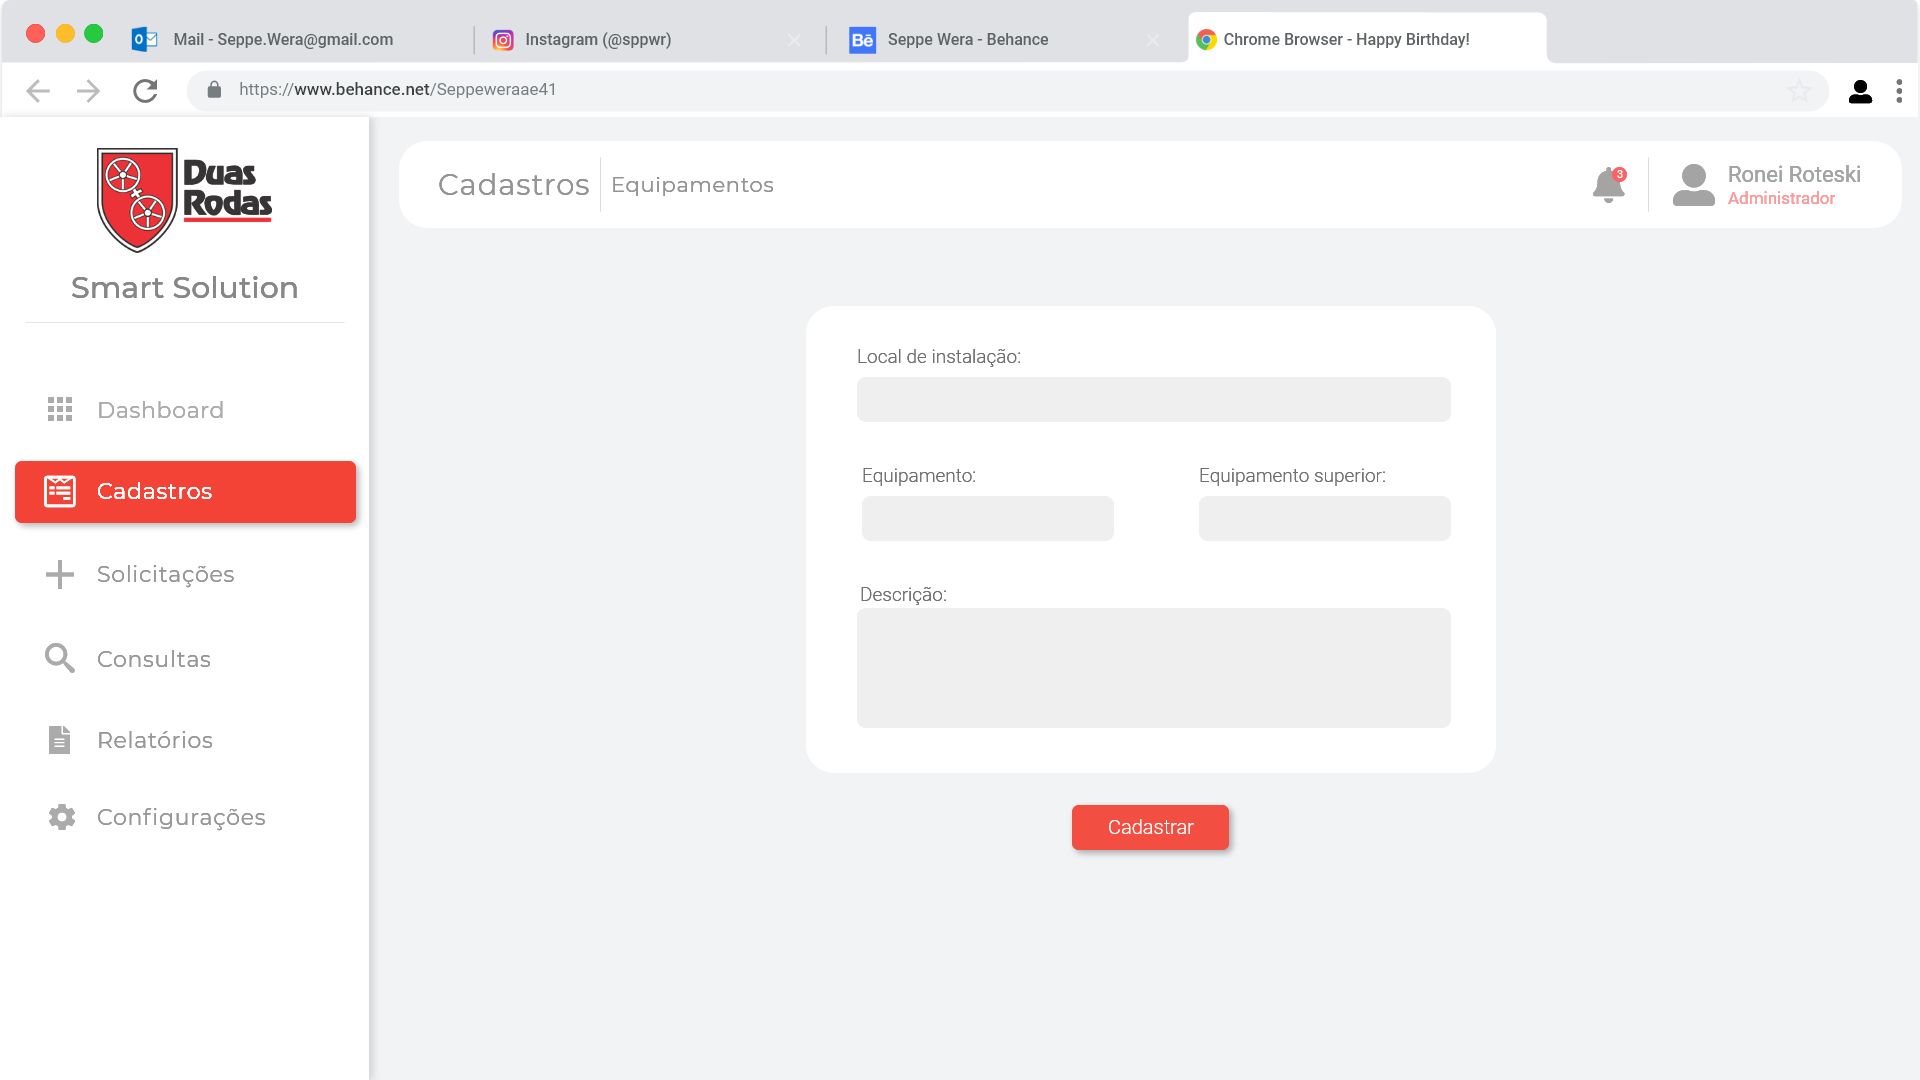 Mail - Seppe.Wera@gmail.com
Instagram (@sppwr)
Bē
Seppe Wera - Behance
Chrome Browser - Happy Birthday!
https://www.behance.net/Seppeweraae41
Duas
Rodas
Smart Solution
Dashboard
Cadastros
Solicitações
Consultas
Relatórios
Configurações
Cadastros
Equipamentos
3
Ronei Roteski
Administrador
Local de instalação:
Equipamento:
Equipamento superior:
Descrição:
Cadastrar